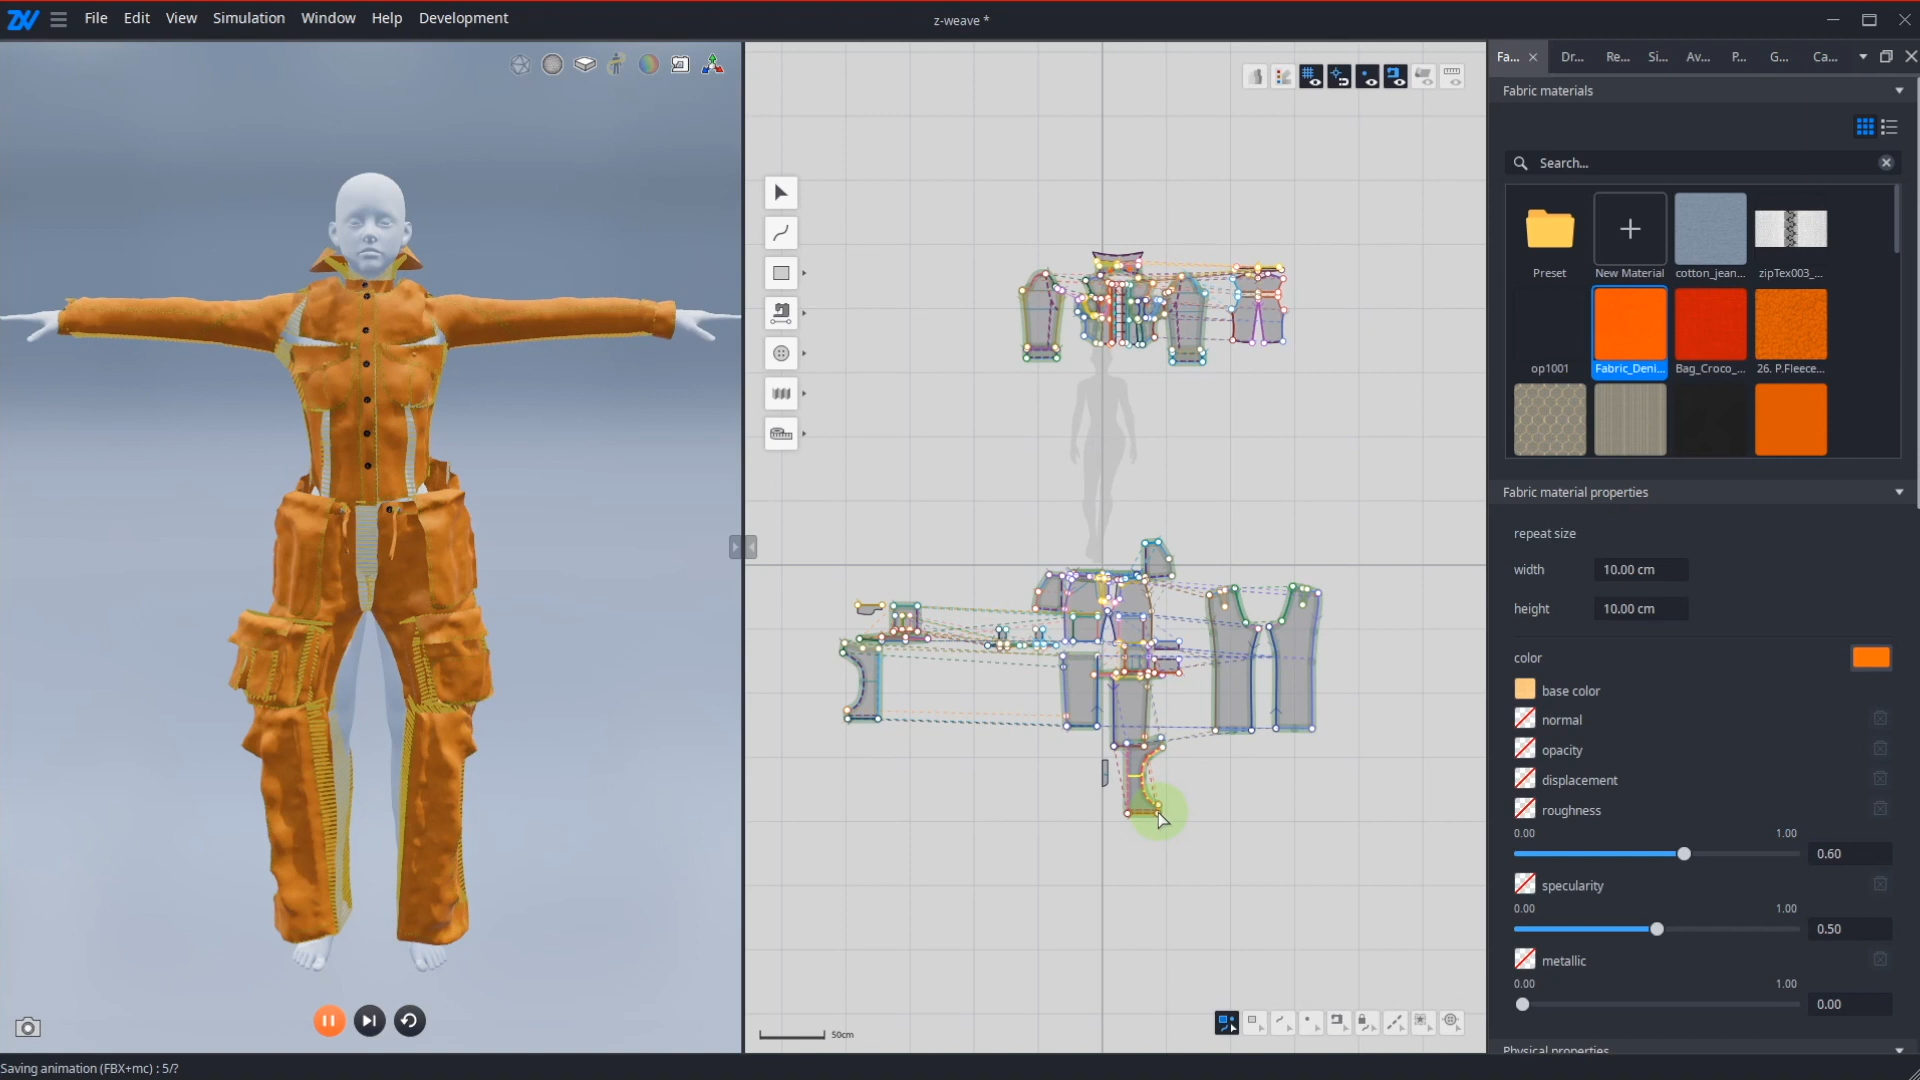 File Edit View Simulation Window Help Development
z-weave *
Fa... Dr... Re... Si... Av... P... G... Ca...
Fabric materials
Search...
Preset New Material cotton_jean... zipTex003_...
op1001 Fabric_Deni... Bag_Croco_... 26. P.Fleece...
Fabric material properties
repeat size
width 10.00 cm
height 10.00 cm
color
base color
normal
opacity
displacement
roughness
0.00 1.00
0.60
specularity
0.00 1.00
0.50
metallic
0.00 1.00
0.00
Physical properties
50cm
Saving animation (FBX+mc) : 5/?